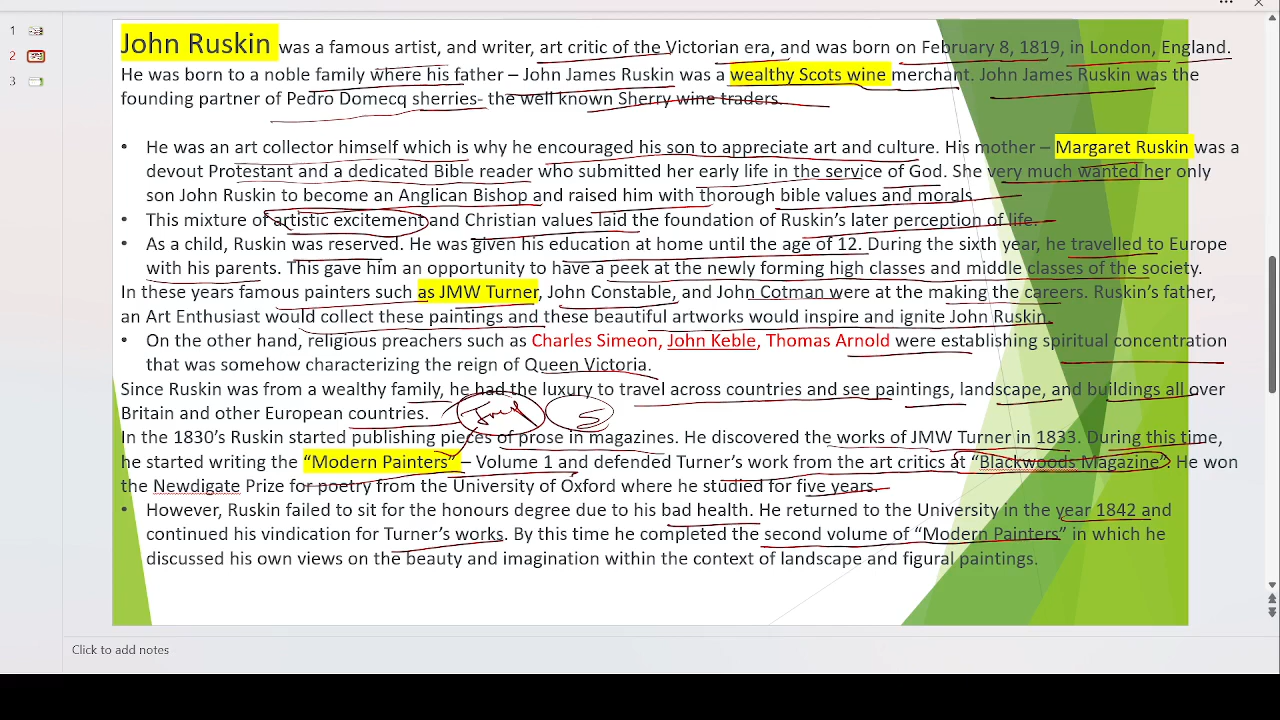 1
2
3
John Ruskin was a famous artist, and writer, art critic of the Victorian era, and was born on February 8, 1819, in London, England.
He was born to a noble family where his father – John James Ruskin was a wealthy Scots wine merchant. John James Ruskin was the
founding partner of Pedro Domecq sherries- the well known Sherry wine traders.
• He was an art collector himself which is why he encouraged his son to appreciate art and culture. His mother – Margaret Ruskin was a
devout Protestant and a dedicated Bible reader who submitted her early life in the service of God. She very much wanted her only
son John Ruskin to become an Anglican Bishop and raised him with thorough bible values and morals.
• This mixture of artistic excitement and Christian values laid the foundation of Ruskin's later perception of life.
• As a child, Ruskin was reserved. He was given his education at home until the age of 12. During the sixth year, he travelled to Europe
with his parents. This gave him an opportunity to have a peek at the newly forming high classes and middle classes of the society.
In these years famous painters such as JMW Turner, John Constable, and John Cotman were at the making the careers. Ruskin's father,
an Art Enthusiast would collect these paintings and these beautiful artworks would inspire and ignite John Ruskin.
• On the other hand, religious preachers such as Charles Simeon, John Keble, Thomas Arnold were establishing spiritual concentration
that was somehow characterizing the reign of Queen Victoria.
Since Ruskin was from a wealthy family, he had the luxury to travel across countries and see paintings, landscape, and buildings all over
Britain and other European countries.
5
In the 1830's Ruskin started publishing pieces of prose in magazines. He discovered the works of JMW Turner in 1833. During this time,
he started writing the "Modern Painters" – Volume 1 and defended Turner's work from the art critics at "Blackwoods Magazine". He won
the Newdigate Prize for poetry from the University of Oxford where he studied for five years.
• However, Ruskin failed to sit for the honours degree due to his bad health. He returned to the University in the year 1842 and
continued his vindication for Turner's works. By this time he completed the second volume of "Modern Painters" in which he
discussed his own views on the beauty and imagination within the context of landscape and figural paintings.
Click to add notes